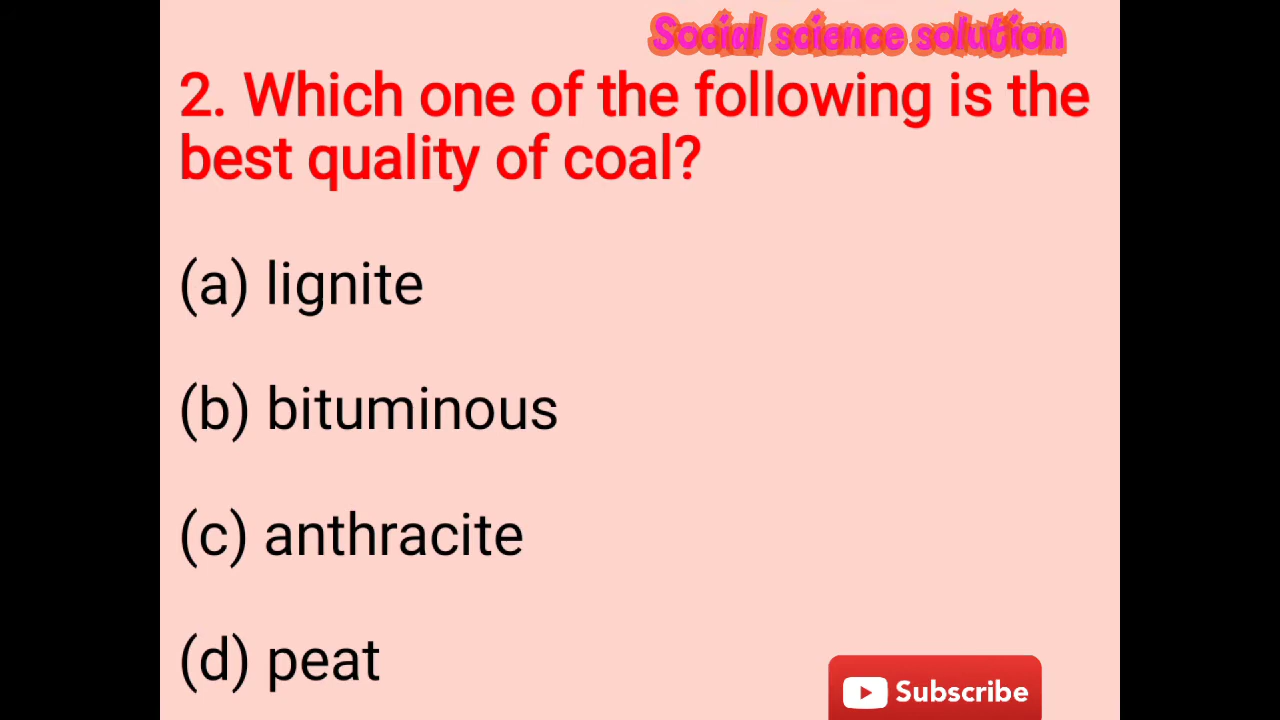 Social science solution
2. Which one of the following is the
best quality of coal?
(a) lignite
(b) bituminous
(c) anthracite
(d) peat
Subscribe